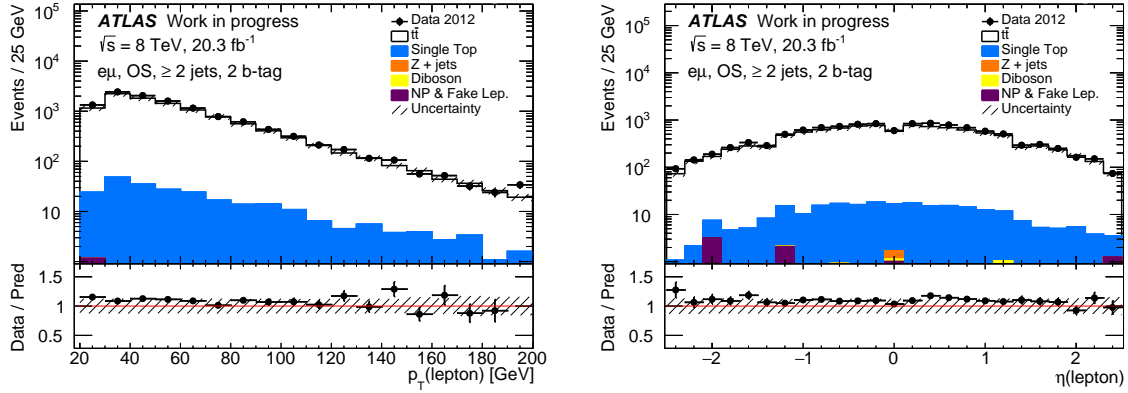 ATLAS Work in progress
√s = 8 TeV, 20.3 fb⁻¹
eμ, OS, ≥ 2 jets, 2 b-tag
Data 2012
tt̄
Single Top
Z + jets
Diboson
NP & Fake Lep.
Uncertainty
Events / 25 GeV
10⁵
10⁴
10³
10²
10
Data / Pred
1.5
1
0.5
20 40 60 80 100 120 140 160 180 200
p_T(lepton) [GeV]
ATLAS Work in progress
√s = 8 TeV, 20.3 fb⁻¹
eμ, OS, ≥ 2 jets, 2 b-tag
Data 2012
tt̄
Single Top
Z + jets
Diboson
NP & Fake Lep.
Uncertainty
Events / 25 GeV
10⁵
10⁴
10³
10²
10
Data / Pred
1.5
1
0.5
−2 −1 0 1 2
η(lepton)